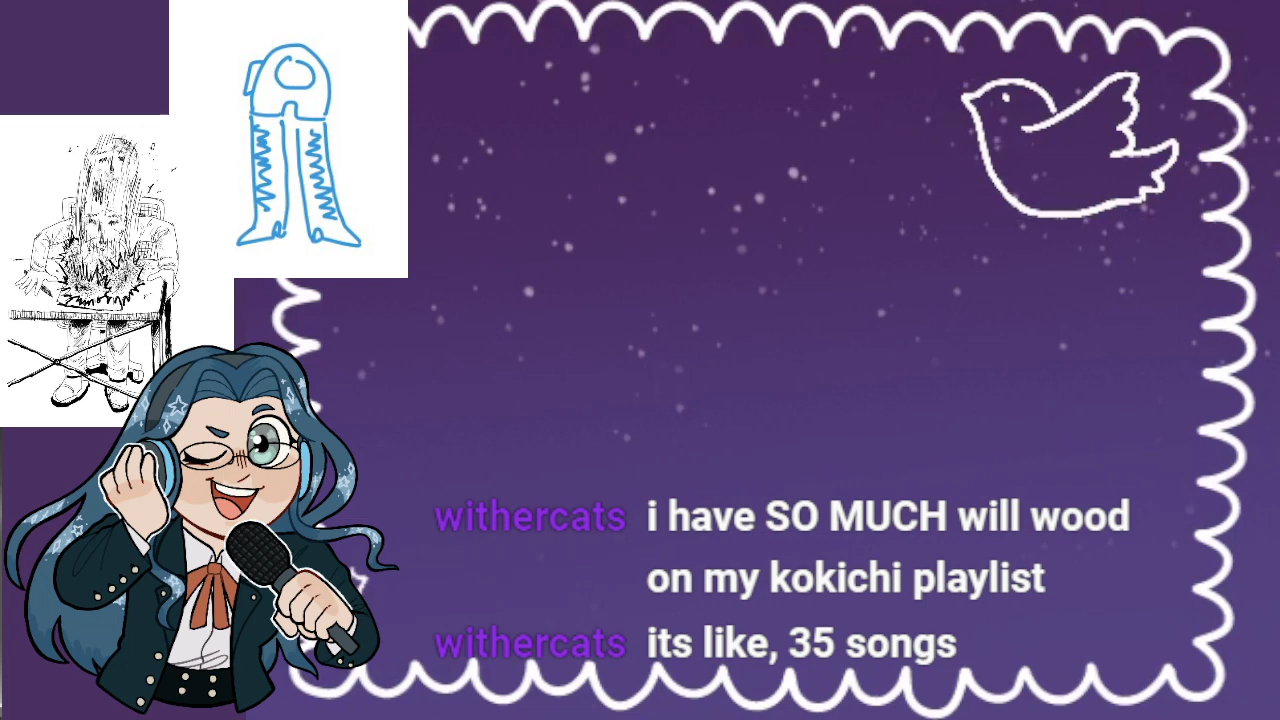 withercats i have SO MUCH will wood
on my kokichi playlist
withercats its like, 35 songs